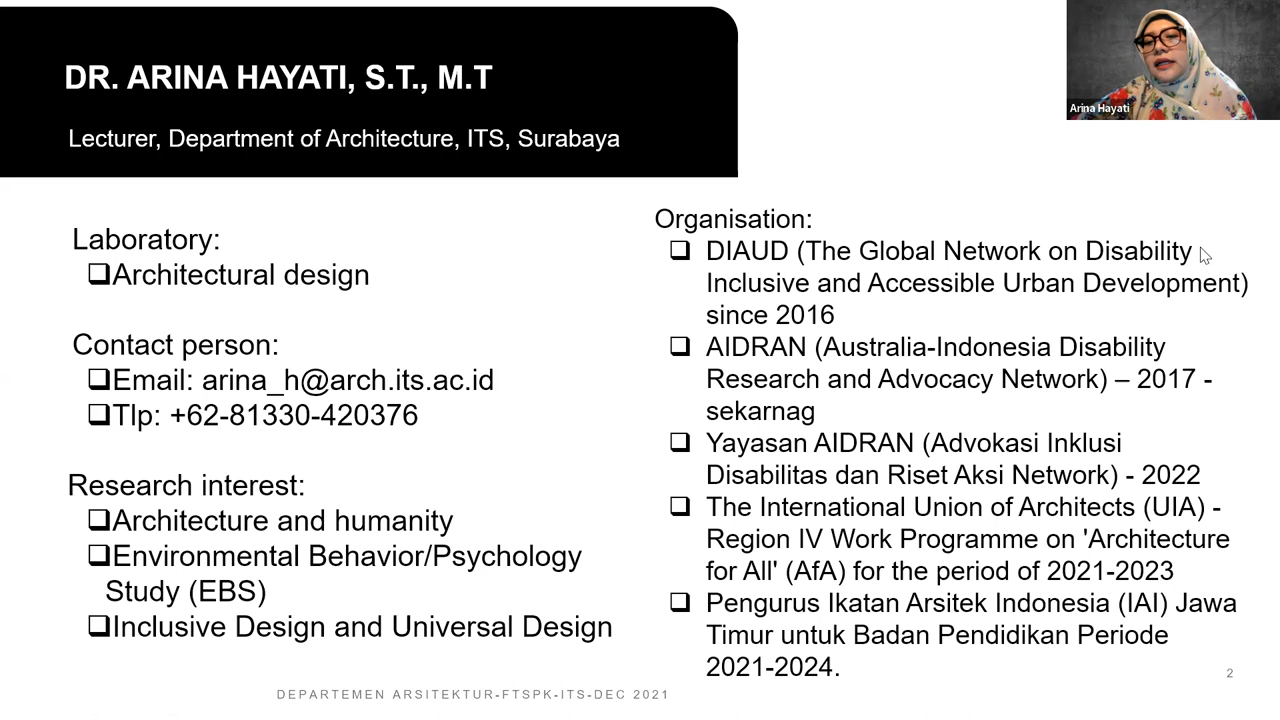 DR. ARINA HAYATI, S.T., M.T
Lecturer, Department of Architecture, ITS, Surabaya
Arina Hayati
Laboratory:
❑Architectural design
Contact person:
❑Email: arina_h@arch.its.ac.id
❑Tlp: +62-81330-420376
Research interest:
❑Architecture and humanity
❑Environmental Behavior/Psychology
Study (EBS)
❑Inclusive Design and Universal Design
Organisation:
❑ DIAUD (The Global Network on Disability
Inclusive and Accessible Urban Development)
since 2016
❑ AIDRAN (Australia-Indonesia Disability
Research and Advocacy Network) – 2017 -
sekarnag
❑ Yayasan AIDRAN (Advokasi Inklusi
Disabilitas dan Riset Aksi Network) - 2022
❑ The International Union of Architects (UIA) -
Region IV Work Programme on 'Architecture
for All' (AfA) for the period of 2021-2023
❑ Pengurus Ikatan Arsitek Indonesia (IAI) Jawa
Timur untuk Badan Pendidikan Periode
2021-2024.
DEPARTEMEN ARSITEKTUR-FTSPK-ITS-DEC 2021
2